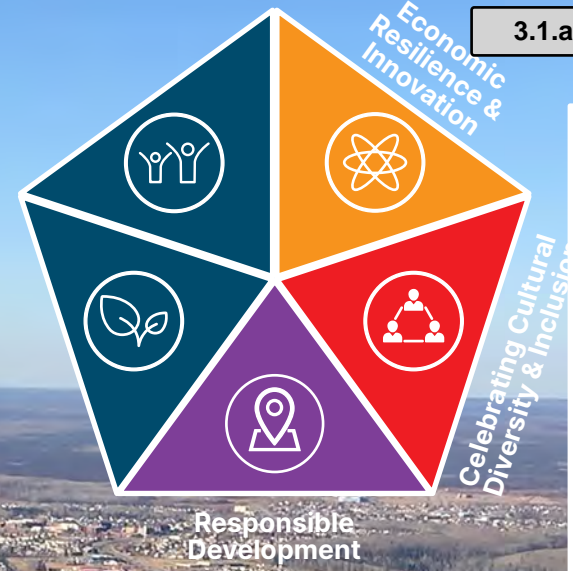 3.1.a
Economic
Resilience &
Innovation
Celebrating Cultural
Diversity & Inclusion
Responsible
Development